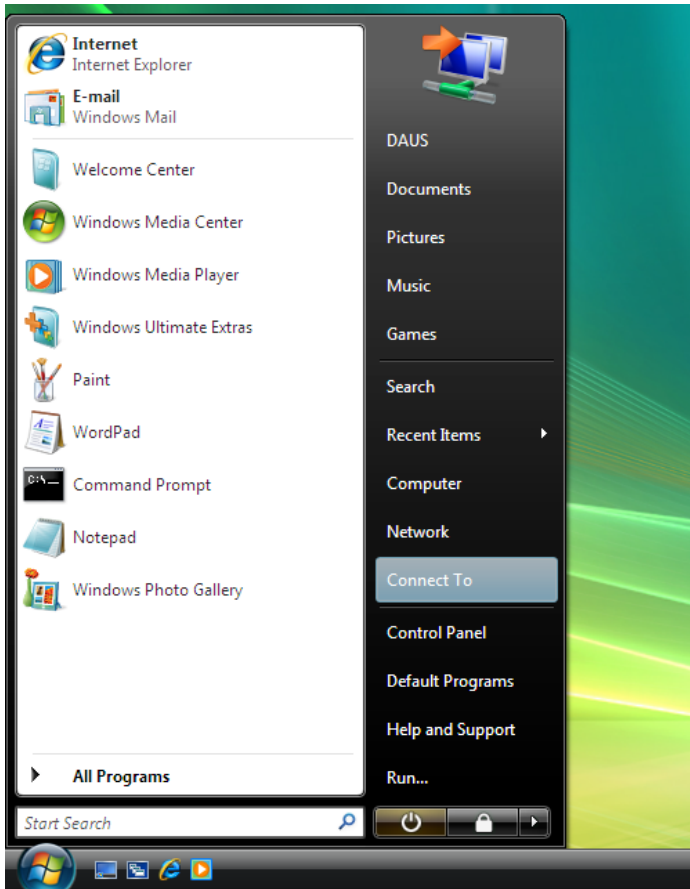 Internet
Internet Explorer
E-mail
Windows Mail
Welcome Center
Windows Media Center
Windows Media Player
Windows Ultimate Extras
Paint
WordPad
C:\_
Command Prompt
Notepad
Windows Photo Gallery
All Programs
Start Search
DAUS
Documents
Pictures
Music
Games
Search
Recent Items
Computer
Network
Connect To
Control Panel
Default Programs
Help and Support
Run...